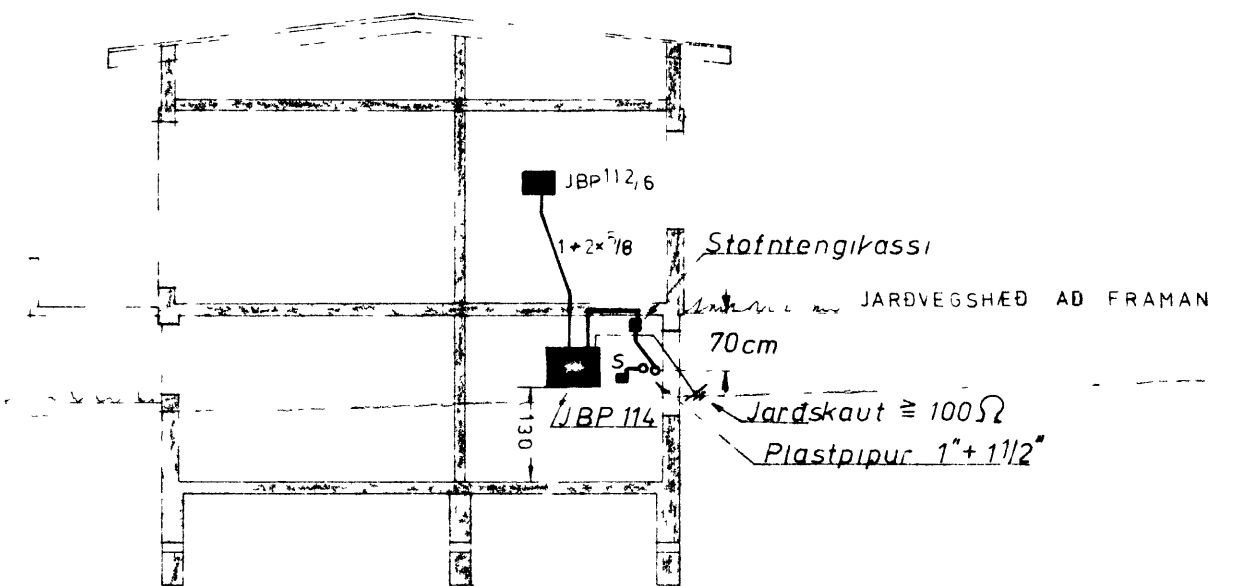 JBP 112/6
1+2×5/8
Stofntengikassi
JARÐVEGSHÆÐ AÐ FRAMAN
70cm
S
JBP 114
130
Jarðskaut ≧ 100Ω
Plastpipur 1"+ 1 1/2"